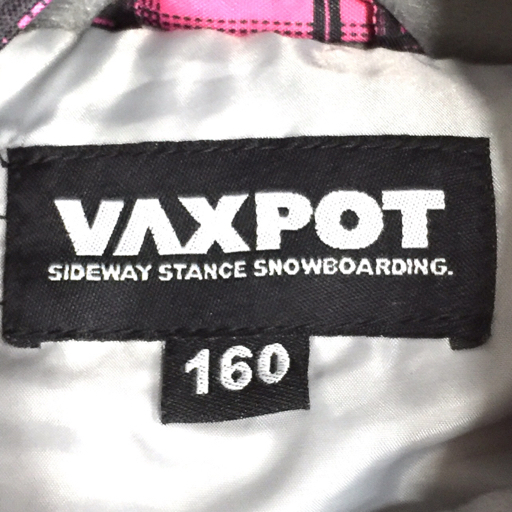 VAXPOT
SIDEWAY STANCE SNOWBOARDING.
160